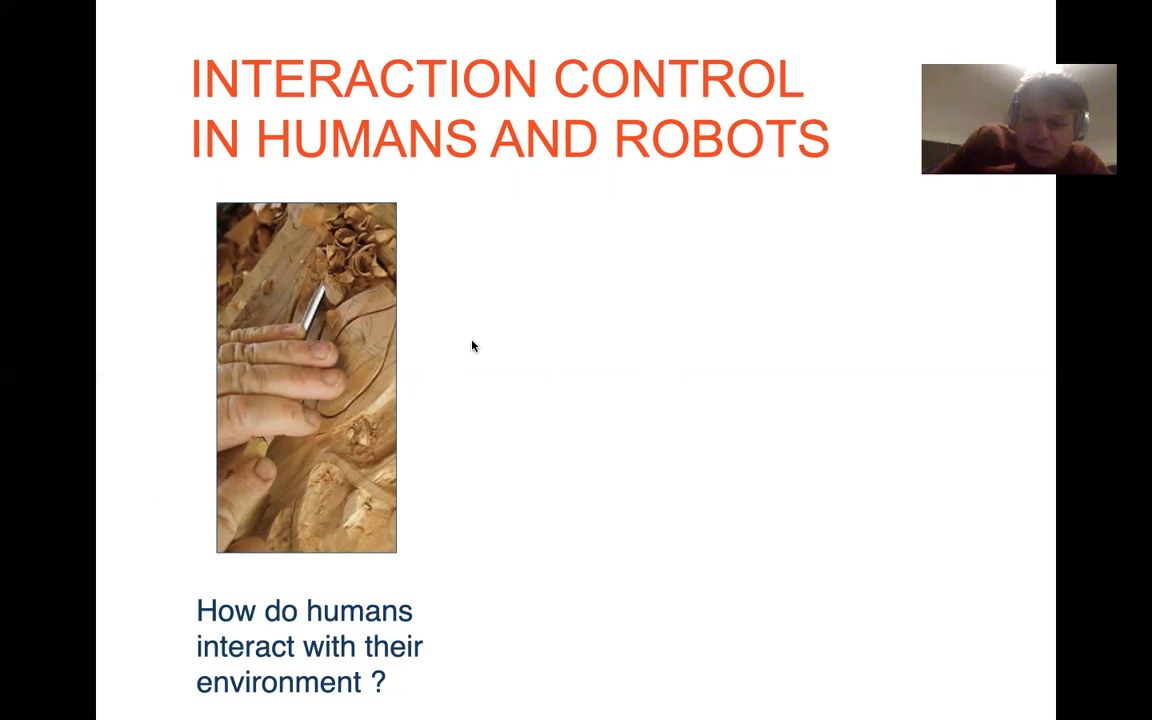 INTERACTION CONTROL
IN HUMANS AND ROBOTS
How do humans
interact with their
environment ?